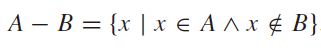 A − B = {x | x ∈ A ∧ x ∉ B}